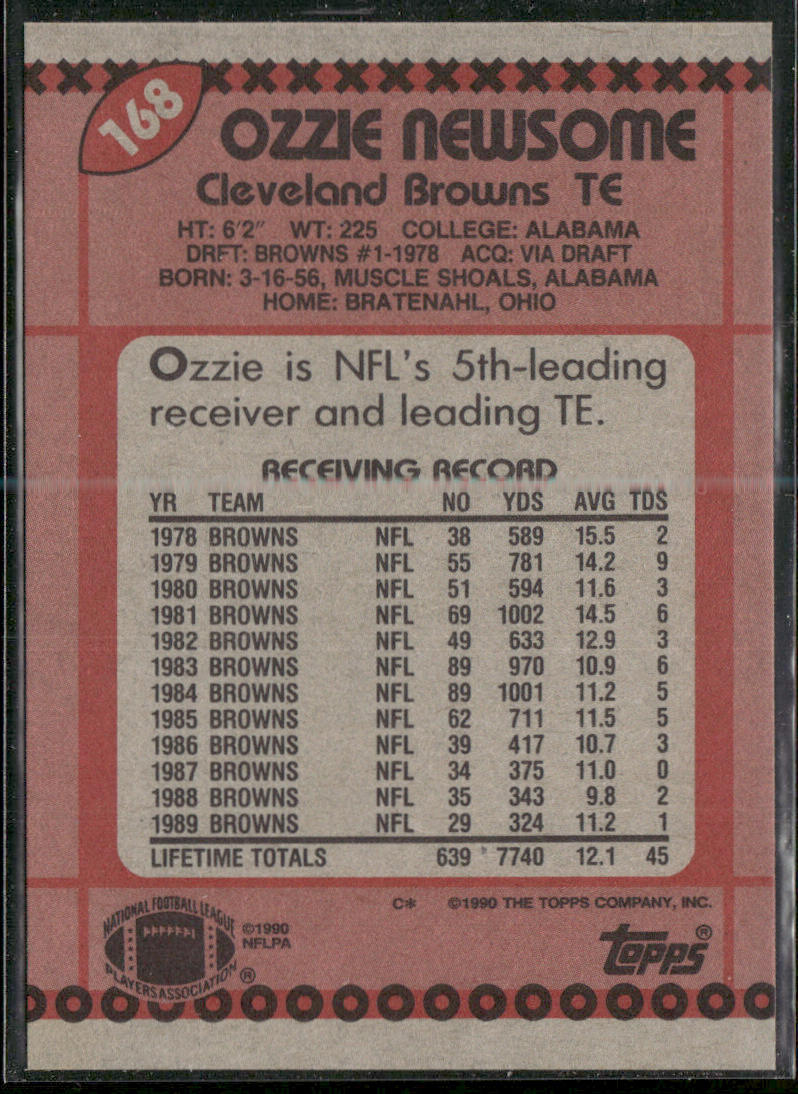 168
OZZIE NEWSOME
Cleveland Browns TE
HT: 6'2" WT: 225 COLLEGE: ALABAMA
DRFT: BROWNS #1-1978 ACQ: VIA DRAFT
BORN: 3-16-56, MUSCLE SHOALS, ALABAMA
HOME: BRATENAHL, OHIO
Ozzie is NFL's 5th-leading
receiver and leading TE.
RECEIVING RECORD
YR TEAM NO YDS AVG TDS
1978 BROWNS NFL 38 589 15.5 2
1979 BROWNS NFL 55 781 14.2 9
1980 BROWNS NFL 51 594 11.6 3
1981 BROWNS NFL 69 1002 14.5 6
1982 BROWNS NFL 49 633 12.9 3
1983 BROWNS NFL 89 970 10.9 6
1984 BROWNS NFL 89 1001 11.2 5
1985 BROWNS NFL 62 711 11.5 5
1986 BROWNS NFL 39 417 10.7 3
1987 BROWNS NFL 34 375 11.0 0
1988 BROWNS NFL 35 343 9.8 2
1989 BROWNS NFL 29 324 11.2 1
LIFETIME TOTALS 639 7740 12.1 45
C* ©1990 THE TOPPS COMPANY, INC.
NATIONAL FOOTBALL LEAGUE
PLAYERS ASSOCIATION ®
©1990
NFLPA
topps®